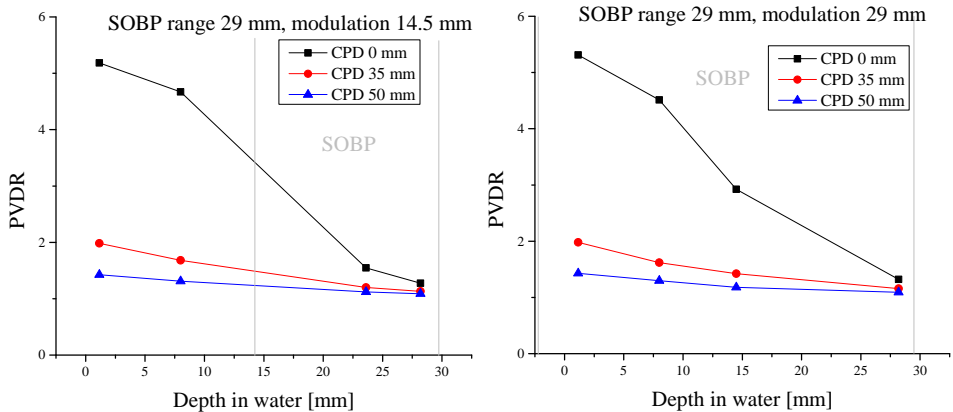 SOBP range 29 mm, modulation 14.5 mm
CPD 0 mm
CPD 35 mm
CPD 50 mm
SOBP
PVDR
6
4
2
0
0 5 10 15 20 25 30
Depth in water [mm]
SOBP range 29 mm, modulation 29 mm
CPD 0 mm
CPD 35 mm
CPD 50 mm
SOBP
PVDR
6
4
2
0
0 5 10 15 20 25 30
Depth in water [mm]